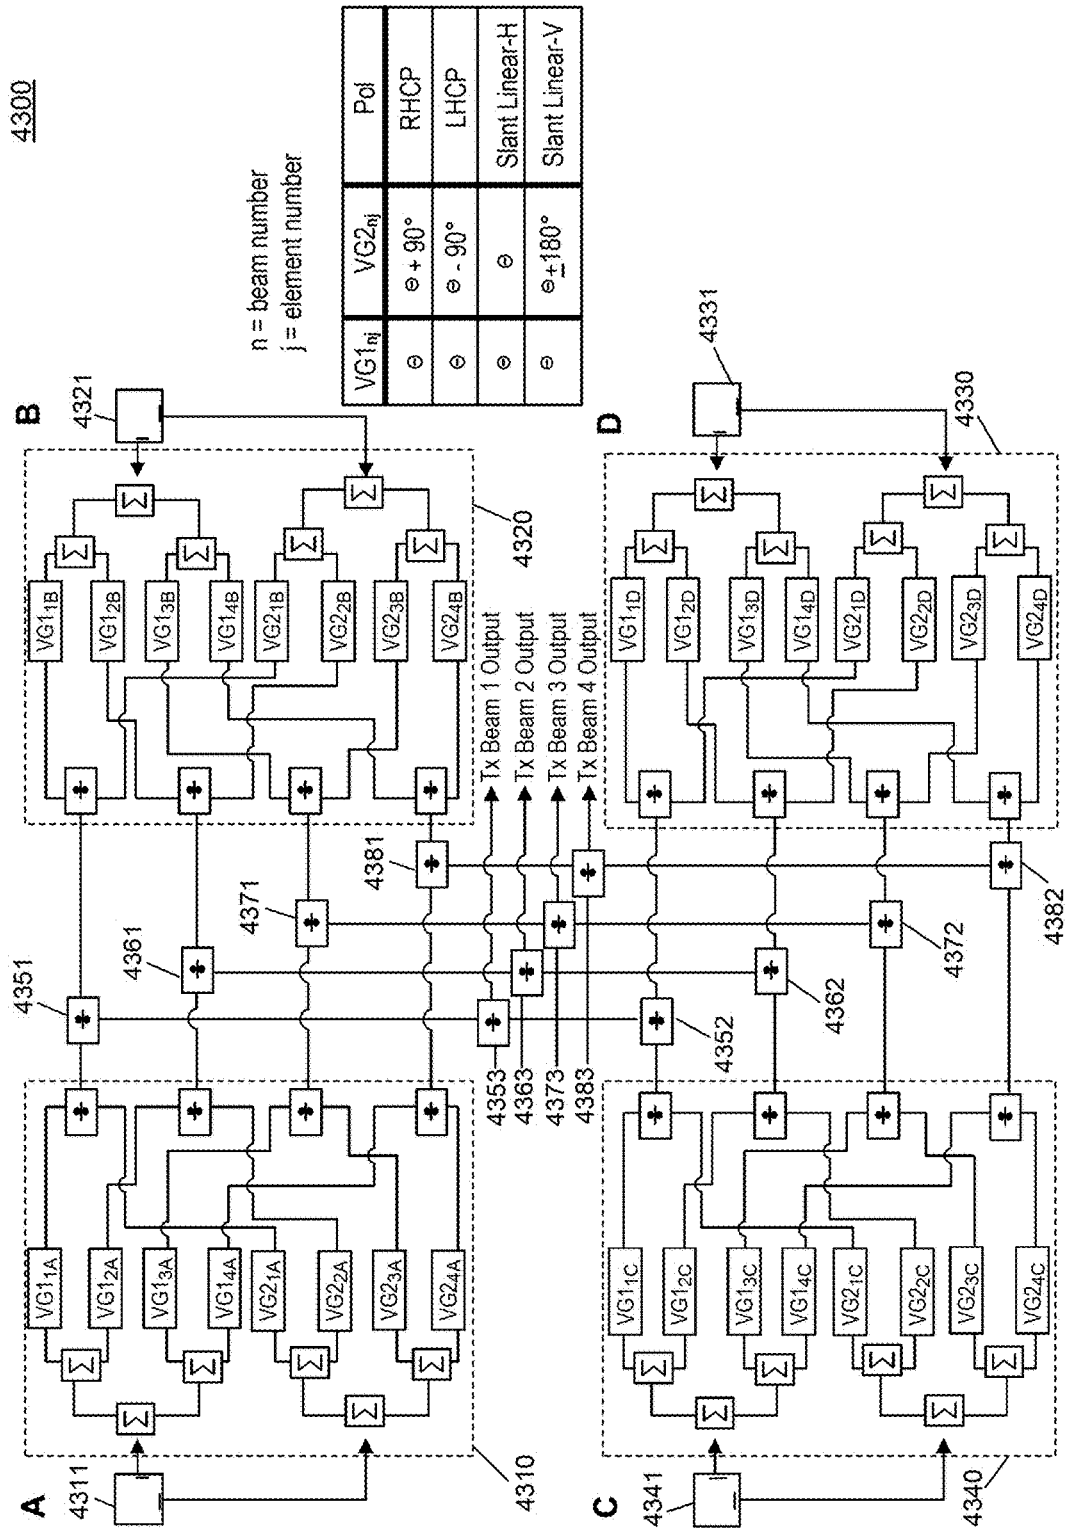 4300
n = beam number
j = element number
VG1nj VG2nj Pol
Θ Θ + 90° RHCP
Θ Θ - 90° LHCP
Θ Θ Slant Linear-H
Θ Θ±180° Slant Linear-V
A
4311
4310
Σ
Σ
Σ
Σ
Σ
Σ
VG11A
VG12A
VG13A
VG14A
VG21A
VG22A
VG23A
VG24A
B
4321
4320
Σ
Σ
Σ
Σ
Σ
Σ
VG11B
VG12B
VG13B
VG14B
VG21B
VG22B
VG23B
VG24B
4351
4361
4371
4381
4353
4363
4373
4383
Tx Beam 1 Output
Tx Beam 2 Output
Tx Beam 3 Output
Tx Beam 4 Output
4352
4362
4372
4382
C
4341
4340
Σ
Σ
Σ
Σ
Σ
Σ
VG11C
VG12C
VG13C
VG14C
VG21C
VG22C
VG23C
VG24C
D
4331
4330
Σ
Σ
Σ
Σ
Σ
Σ
VG11D
VG12D
VG13D
VG14D
VG21D
VG22D
VG23D
VG24D